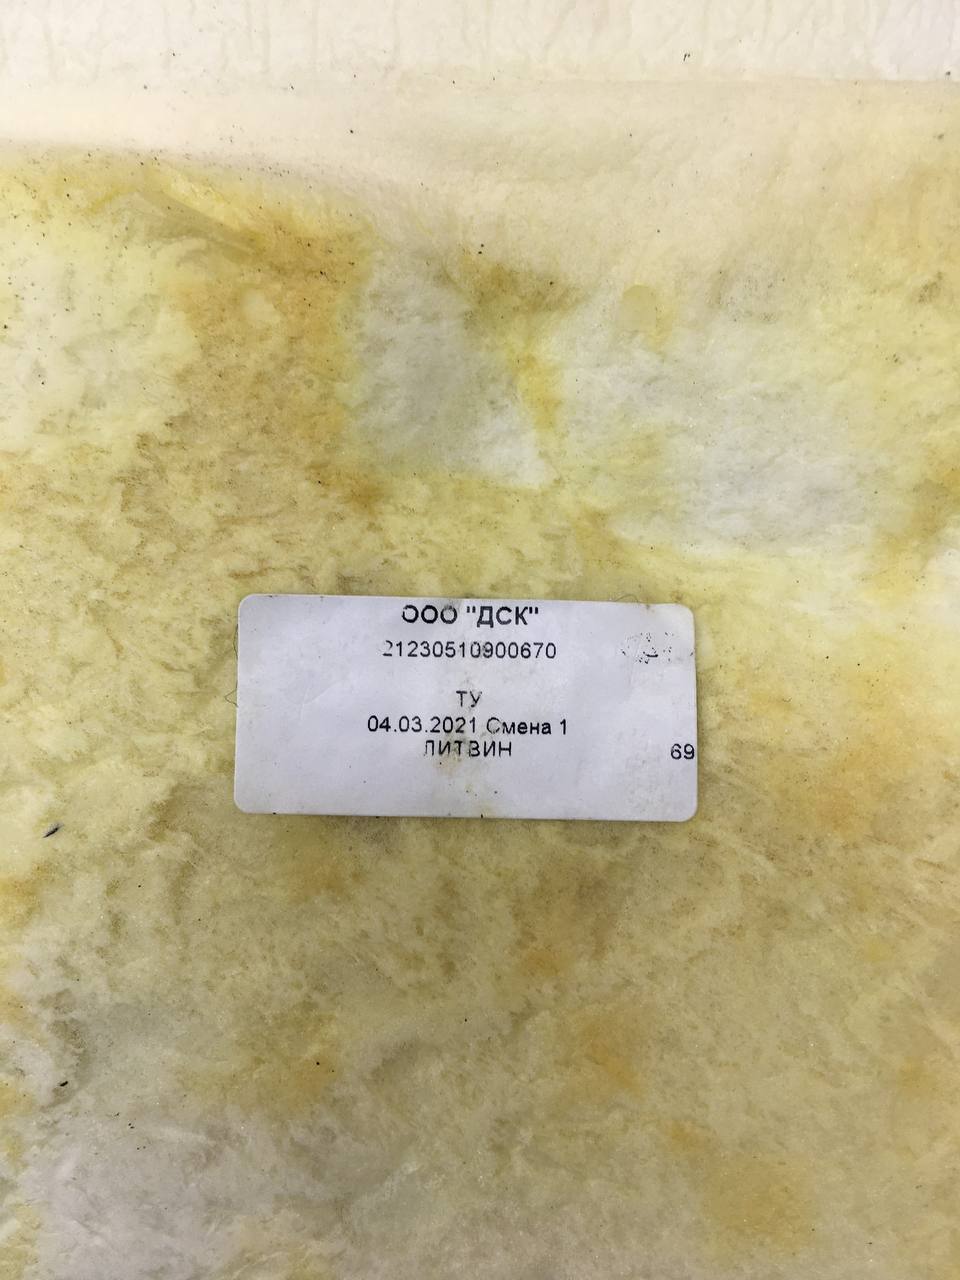 ООО "ДСК"
21230510900670
ТУ
04.03.2021 Смена 1
ЛИТВИН
69